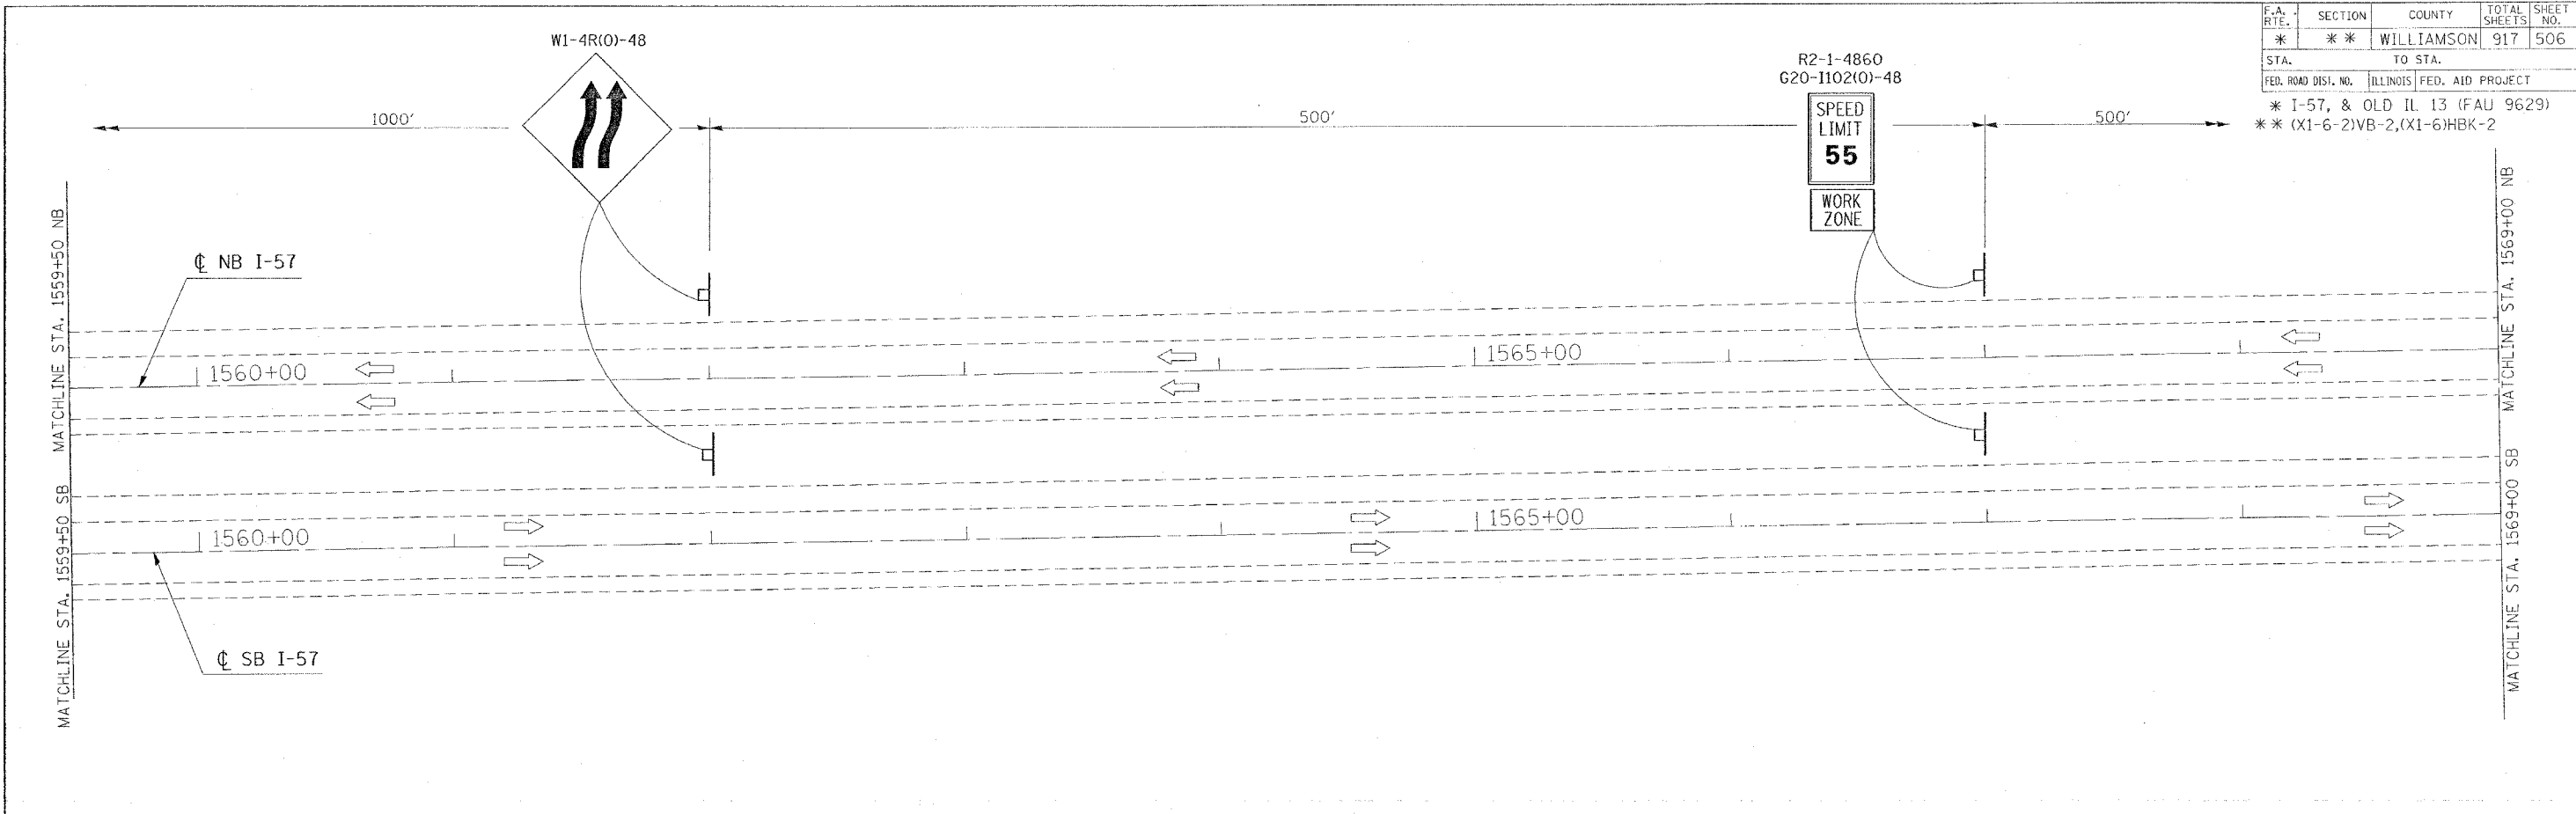 F.A. RTE. SECTION COUNTY TOTAL SHEETS SHEET NO.
* * * WILLIAMSON 917 506
STA. TO STA.
FED. ROAD DIST. NO. ILLINOIS FED. AID PROJECT
* I-57, & OLD IL 13 (FAU 9629)
* * (X1-6-2)VB-2,(X1-6)HBK-2
W1-4R(O)-48
R2-1-4860
G20-I102(O)-48
SPEED
LIMIT
55
WORK
ZONE
1000'
500'
500'
MATCHLINE STA. 1559+50 NB
℄ NB I-57
1560+00
1565+00
MATCHLINE STA. 1569+00 NB
MATCHLINE STA. 1559+50 SB
1560+00
1565+00
℄ SB I-57
MATCHLINE STA. 1569+00 SB